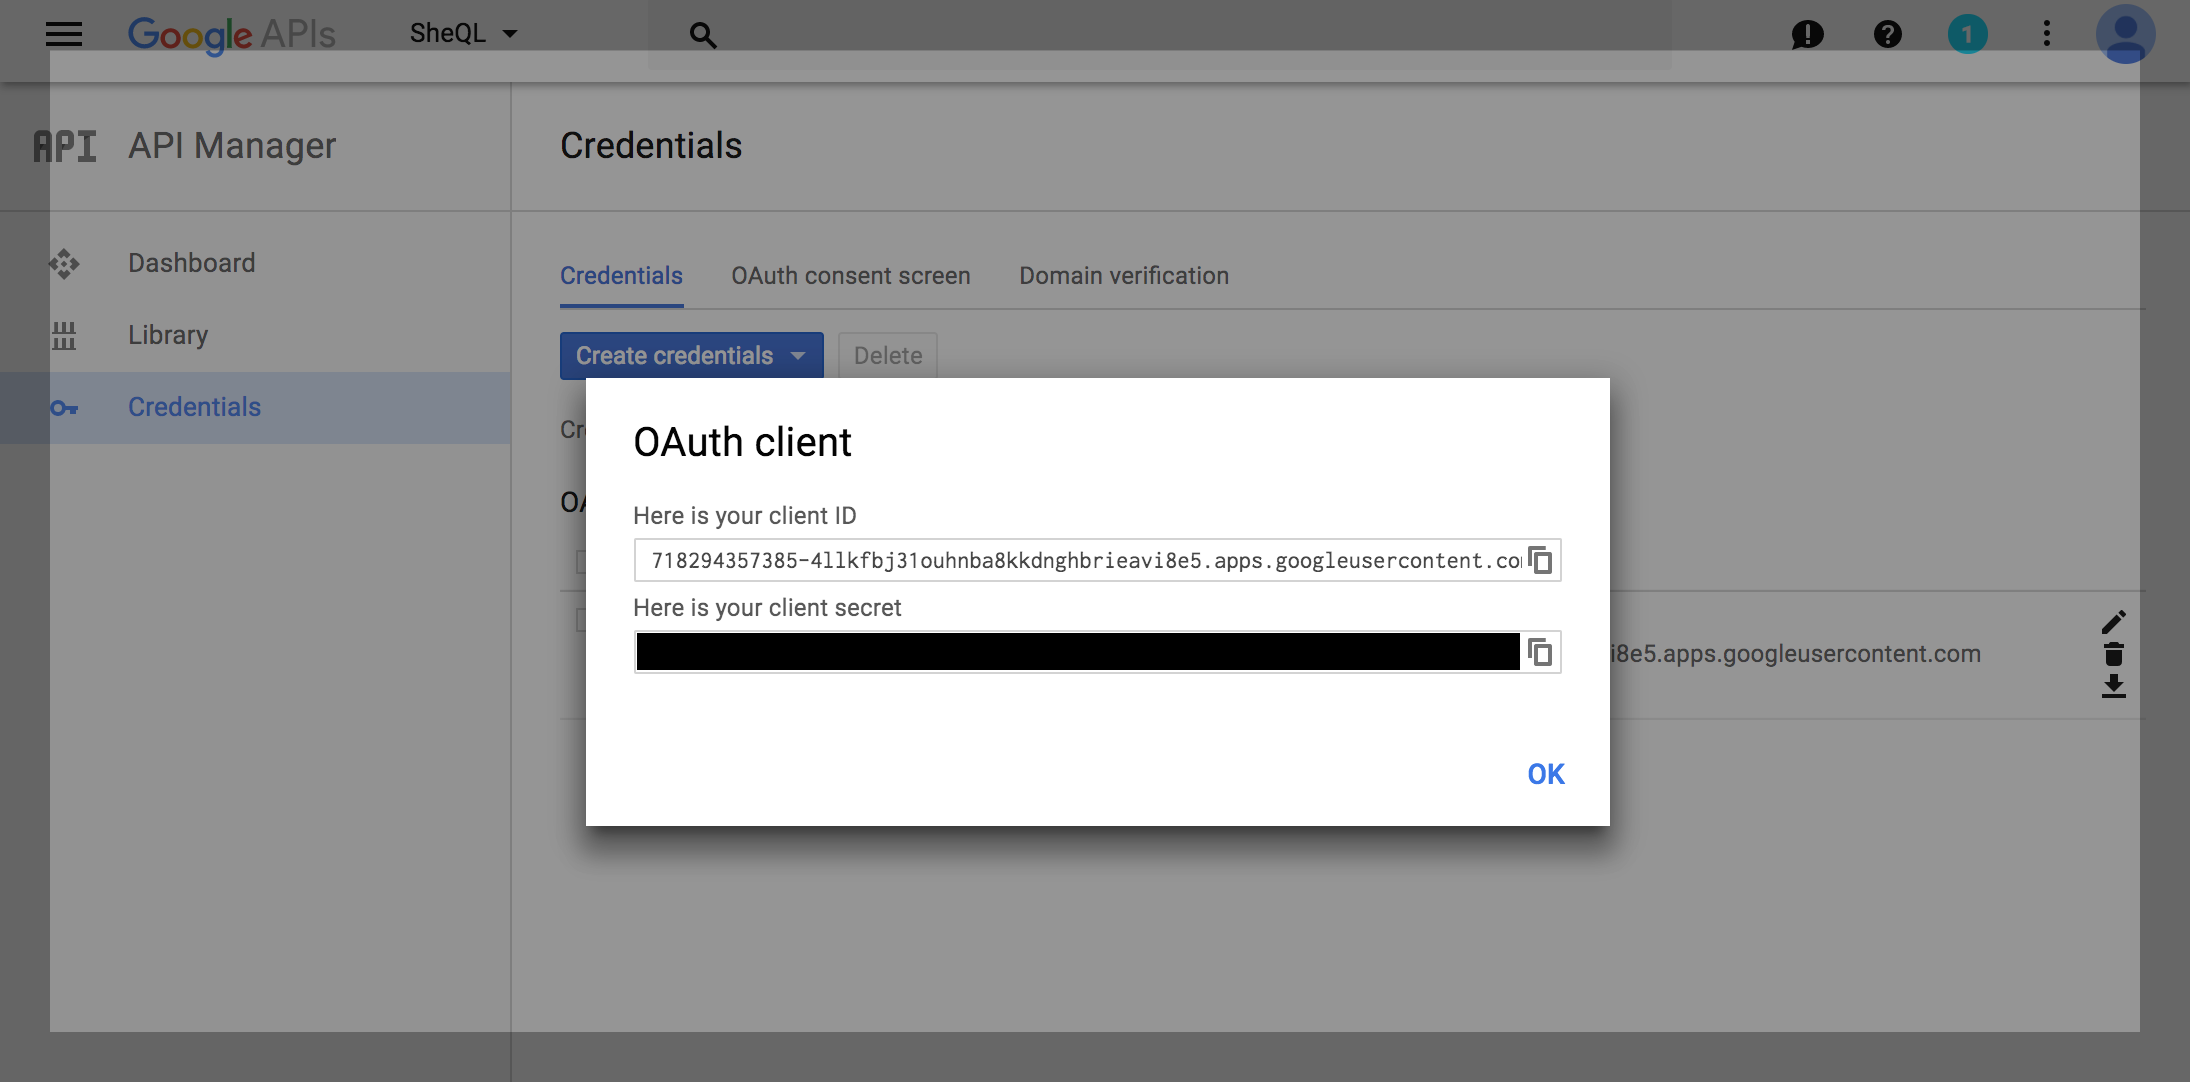 Google APIs
SheQL
1
API
API Manager
Credentials
Dashboard
Library
Credentials
Credentials
OAuth consent screen
Domain verification
Create credentials
Delete
Cr
OAuth client
Here is your client ID
718294357385-4llkfbj31ouhnba8kkdnghbrieavi8e5.apps.googleusercontent.co
Here is your client secret
i8e5.apps.googleusercontent.com
OK